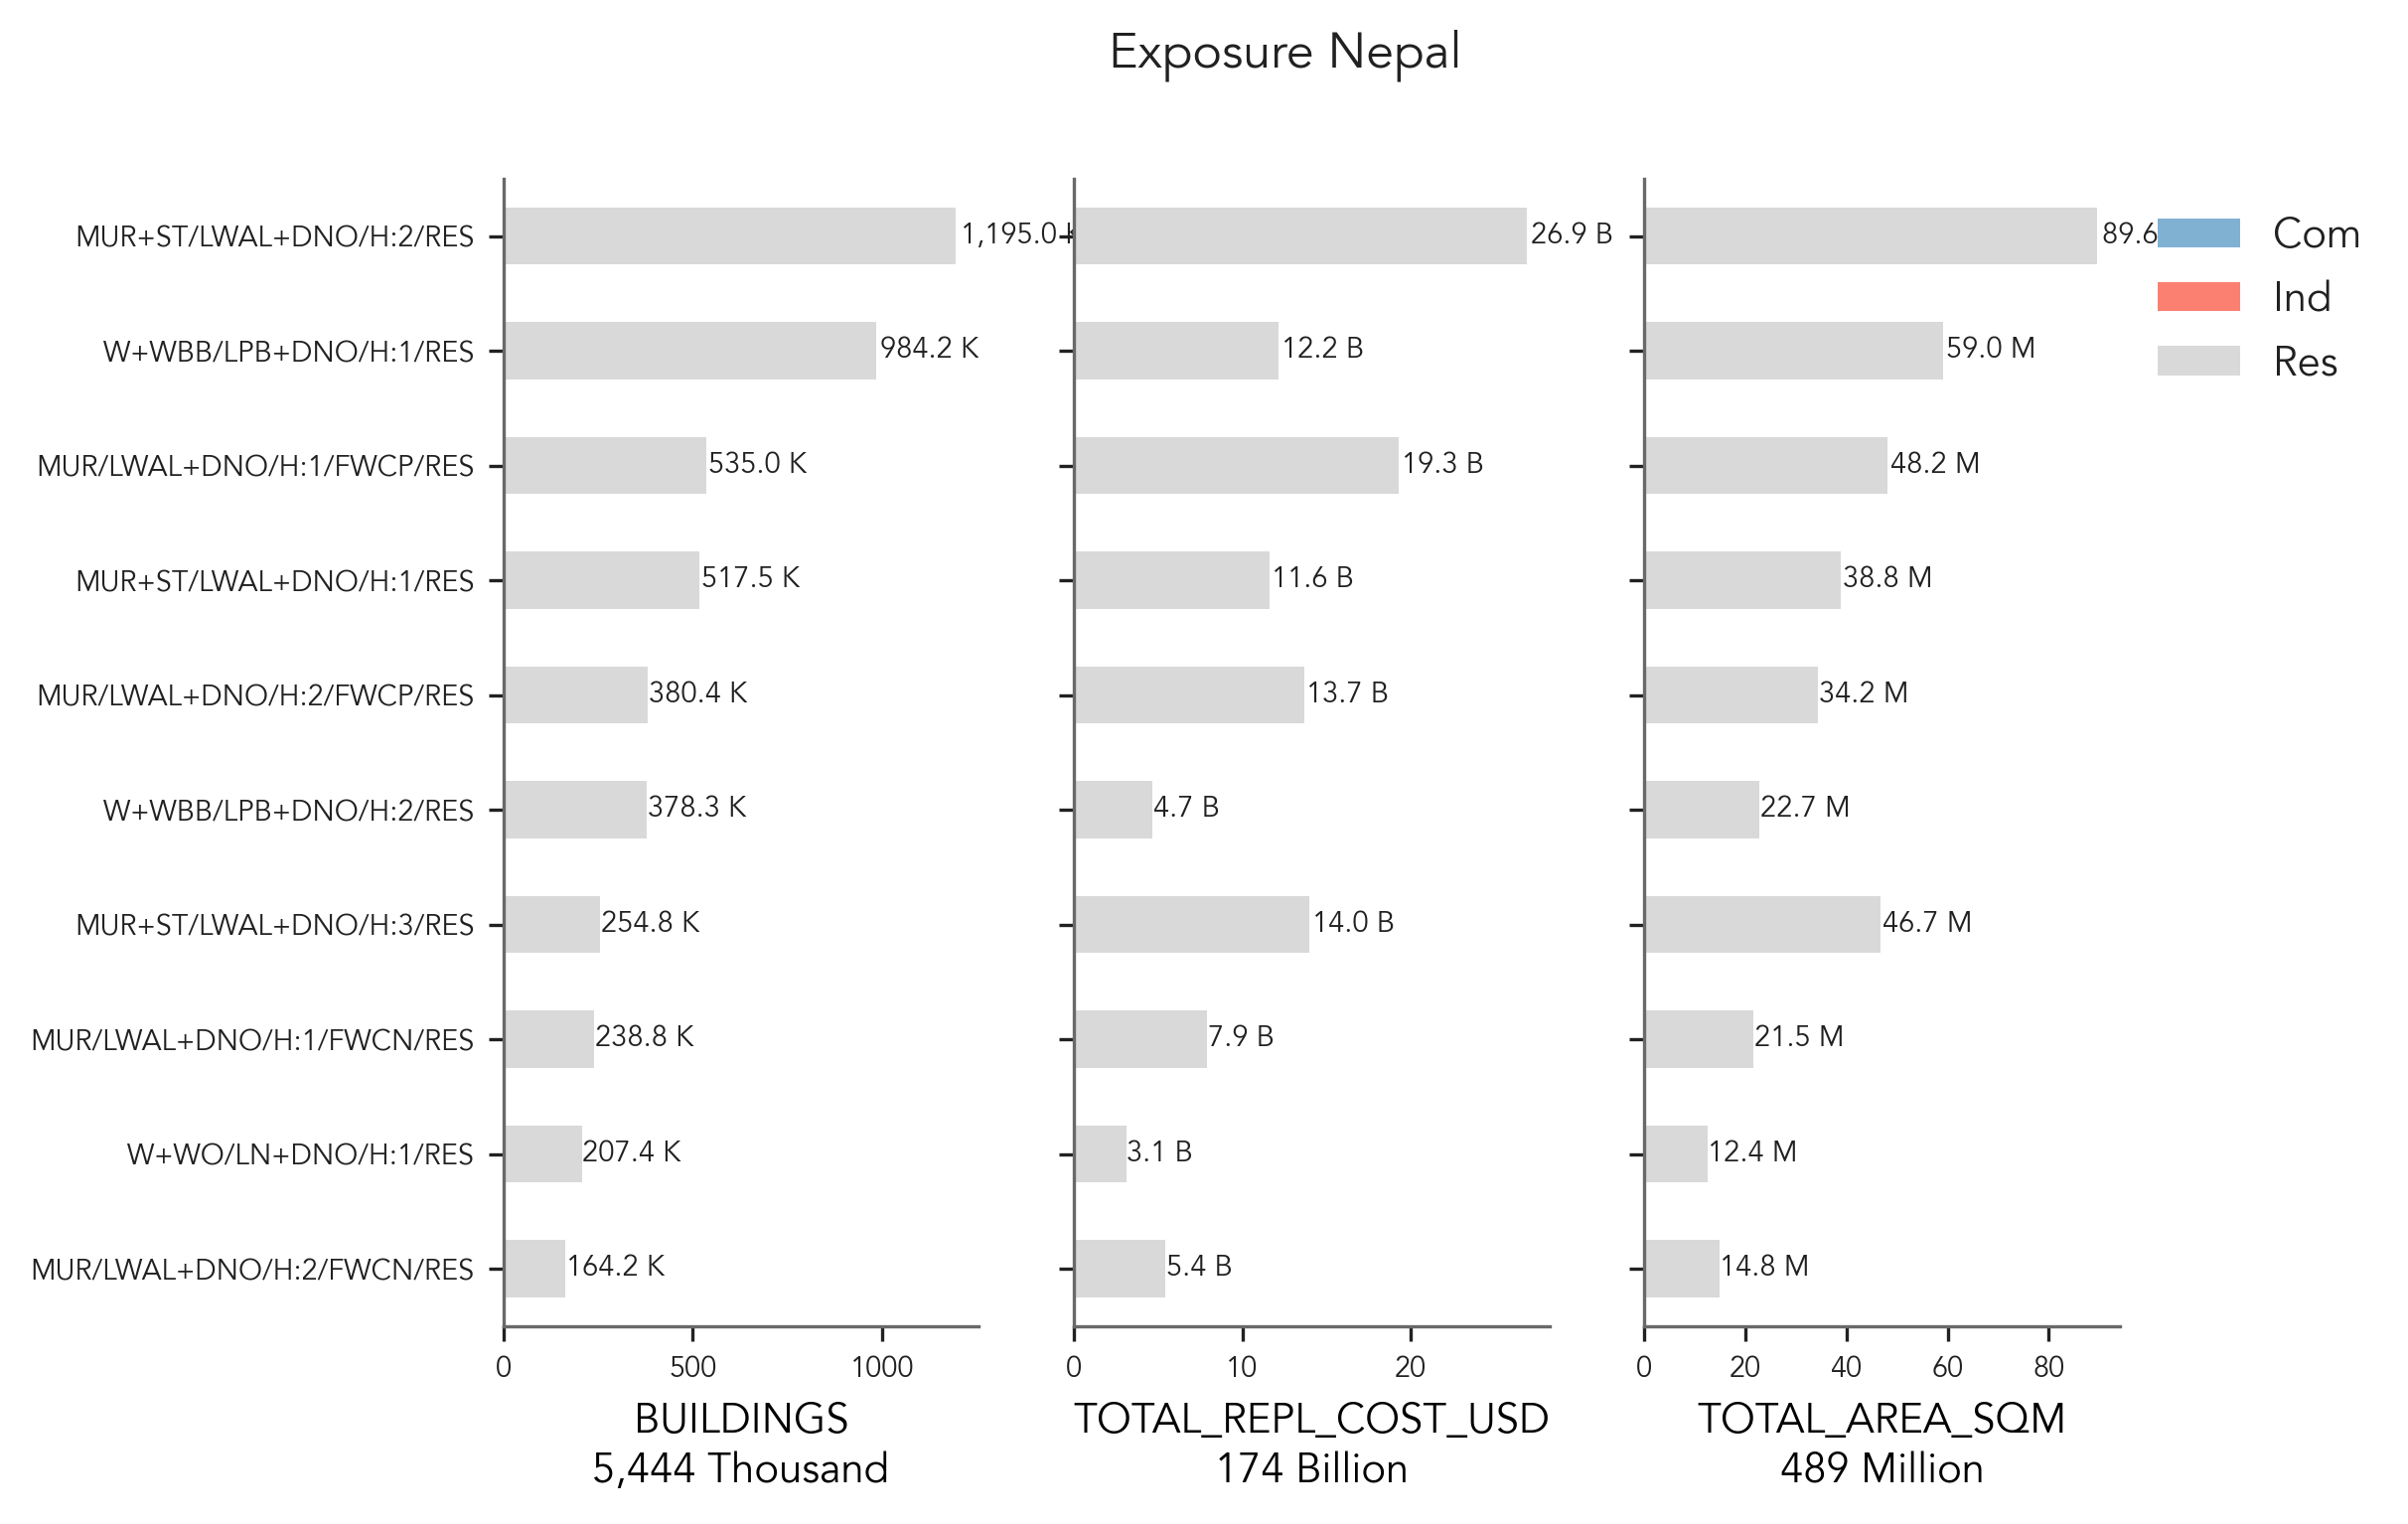 Exposure Nepal
MUR+ST/LWAL+DNO/H:2/RES 1,195.0 26.9 B 89.6
W+WBB/LPB+DNO/H:1/RES 984.2 K 12.2 B 59.0 M
MUR/LWAL+DNO/H:1/FWCP/RES 535.0 K 19.3 B 48.2 M
MUR+ST/LWAL+DNO/H:1/RES 517.5 K 11.6 B 38.8 M
MUR/LWAL+DNO/H:2/FWCP/RES 380.4 K 13.7 B 34.2 M
W+WBB/LPB+DNO/H:2/RES 378.3 K 4.7 B 22.7 M
MUR+ST/LWAL+DNO/H:3/RES 254.8 K 14.0 B 46.7 M
MUR/LWAL+DNO/H:1/FWCN/RES 238.8 K 7.9 B 21.5 M
W+WO/LN+DNO/H:1/RES 207.4 K 3.1 B 12.4 M
MUR/LWAL+DNO/H:2/FWCN/RES 164.2 K 5.4 B 14.8 M
Com
Ind
Res
0 500 1000
BUILDINGS
5,444 Thousand
0 10 20
TOTAL_REPL_COST_USD
174 Billion
0 20 40 60 80
TOTAL_AREA_SQM
489 Million